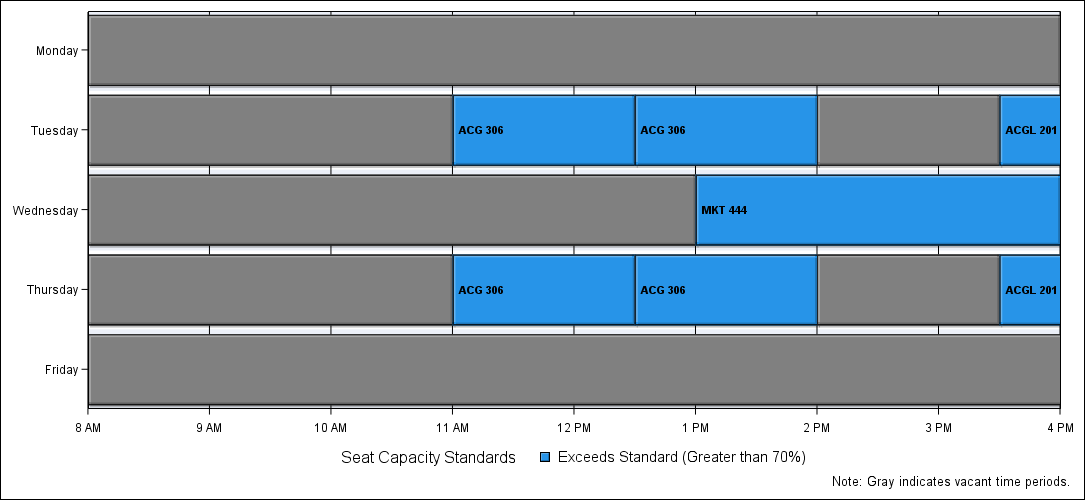 Monday
Tuesday
ACG 306
ACG 306
ACGL 201
Wednesday
MKT 444
Thursday
ACG 306
ACG 306
ACGL 201
Friday
8 AM 9 AM 10 AM 11 AM 12 PM 1 PM 2 PM 3 PM 4 PM
Seat Capacity Standards Exceeds Standard (Greater than 70%)
Note: Gray indicates vacant time periods.